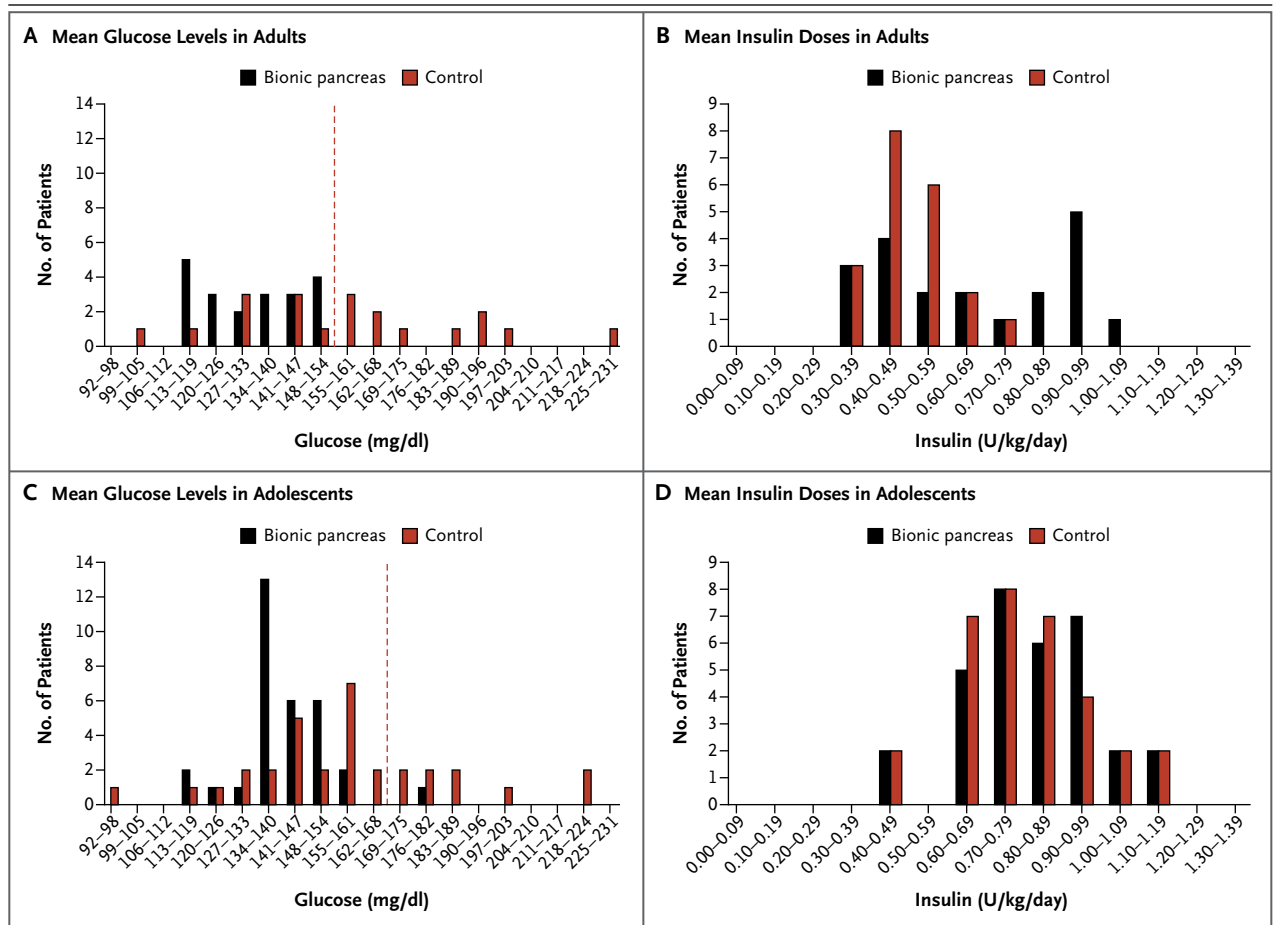 A Mean Glucose Levels in Adults
Bionic pancreas Control
No. of Patients
14
12
10
8
6
4
2
0
92–98 99–105 106–112 113–119 120–126 127–133 134–140 141–147 148–154 155–161 162–168 169–175 176–182 183–189 190–196 197–203 204–210 211–217 218–224 225–231
Glucose (mg/dl)
B Mean Insulin Doses in Adults
Bionic pancreas Control
No. of Patients
9
8
7
6
5
4
3
2
1
0
0.00–0.09 0.10–0.19 0.20–0.29 0.30–0.39 0.40–0.49 0.50–0.59 0.60–0.69 0.70–0.79 0.80–0.89 0.90–0.99 1.00–1.09 1.10–1.19 1.20–1.29 1.30–1.39
Insulin (U/kg/day)
C Mean Glucose Levels in Adolescents
Bionic pancreas Control
No. of Patients
14
12
10
8
6
4
2
0
92–98 99–105 106–112 113–119 120–126 127–133 134–140 141–147 148–154 155–161 162–168 169–175 176–182 183–189 190–196 197–203 204–210 211–217 218–224 225–231
Glucose (mg/dl)
D Mean Insulin Doses in Adolescents
Bionic pancreas Control
No. of Patients
9
8
7
6
5
4
3
2
1
0
0.00–0.09 0.10–0.19 0.20–0.29 0.30–0.39 0.40–0.49 0.50–0.59 0.60–0.69 0.70–0.79 0.80–0.89 0.90–0.99 1.00–1.09 1.10–1.19 1.20–1.29 1.30–1.39
Insulin (U/kg/day)